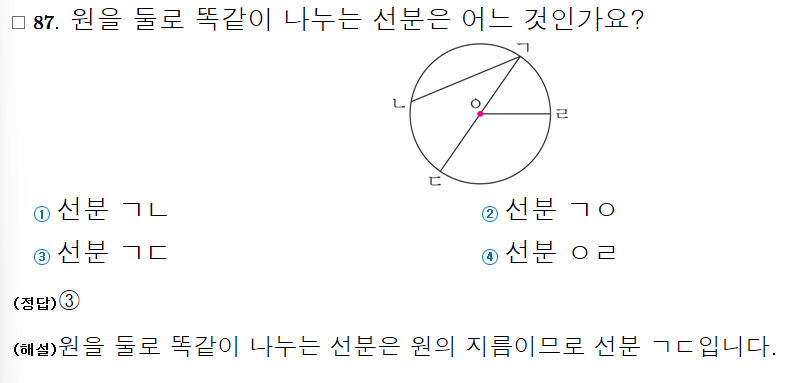 □ 87. 원을 둘로 똑같이 나누는 선분은 어느 것인가요?
ㄱ
ㄴ
ㅇ
ㄹ
ㄷ
① 선분 ㄱㄴ
② 선분 ㄱㅇ
③ 선분 ㄱㄷ
④ 선분 ㅇㄹ
(정답)③
(해설)원을 둘로 똑같이 나누는 선분은 원의 지름이므로 선분 ㄱㄷ입니다.